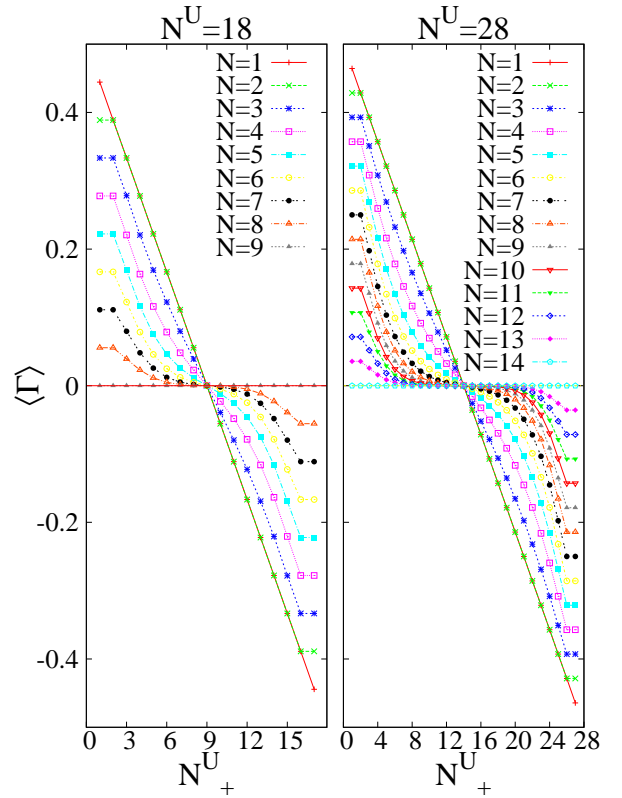 N^U=18
N^U=28
⟨Γ⟩
0.4
0.2
0
-0.2
-0.4
N=1
N=2
N=3
N=4
N=5
N=6
N=7
N=8
N=9
0 3 6 9 12 15
N^U_+
N=1
N=2
N=3
N=4
N=5
N=6
N=7
N=8
N=9
N=10
N=11
N=12
N=13
N=14
0 4 8 12 16 20 24 28
N^U_+